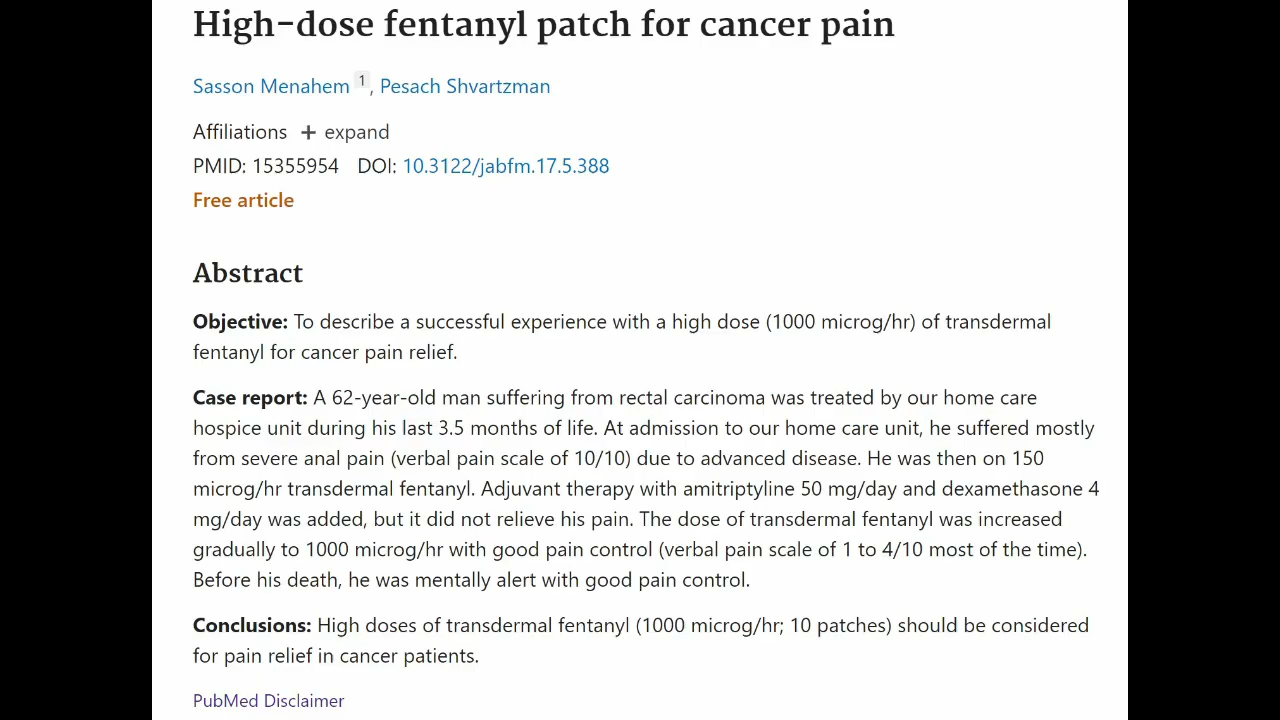 High-dose fentanyl patch for cancer pain
Sasson Menahem 1, Pesach Shvartzman
Affiliations + expand
PMID: 15355954 DOI: 10.3122/jabfm.17.5.388
Free article
Abstract
Objective: To describe a successful experience with a high dose (1000 microg/hr) of transdermal
fentanyl for cancer pain relief.
Case report: A 62-year-old man suffering from rectal carcinoma was treated by our home care
hospice unit during his last 3.5 months of life. At admission to our home care unit, he suffered mostly
from severe anal pain (verbal pain scale of 10/10) due to advanced disease. He was then on 150
microg/hr transdermal fentanyl. Adjuvant therapy with amitriptyline 50 mg/day and dexamethasone 4
mg/day was added, but it did not relieve his pain. The dose of transdermal fentanyl was increased
gradually to 1000 microg/hr with good pain control (verbal pain scale of 1 to 4/10 most of the time).
Before his death, he was mentally alert with good pain control.
Conclusions: High doses of transdermal fentanyl (1000 microg/hr; 10 patches) should be considered
for pain relief in cancer patients.
PubMed Disclaimer